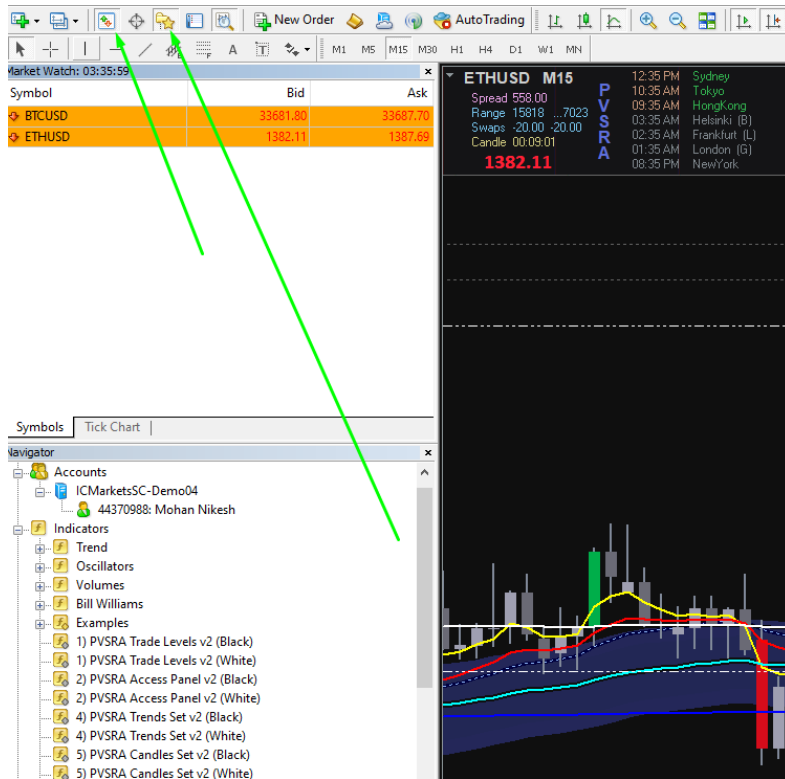 New Order
AutoTrading
A
T
M1 M5 M15 M30 H1 H4 D1 W1 MN
Market Watch: 03:35:59
Symbol Bid Ask
BTCUSD 33681.80 33687.70
ETHUSD 1382.11 1387.69
Symbols Tick Chart
Navigator
Accounts
ICMarketsSC-Demo04
44370988: Mohan Nikesh
Indicators
Trend
Oscillators
Volumes
Bill Williams
Examples
1) PVSRA Trade Levels v2 (Black)
1) PVSRA Trade Levels v2 (White)
2) PVSRA Access Panel v2 (Black)
2) PVSRA Access Panel v2 (White)
4) PVSRA Trends Set v2 (Black)
4) PVSRA Trends Set v2 (White)
5) PVSRA Candles Set v2 (Black)
5) PVSRA Candles Set v2 (White)
ETHUSD M15
Spread 558.00
Range 15818 ...7023
Swaps -20.00 -20.00
Candle 00:09:01
1382.11
P
V
S
R
A
12:35 PM Sydney
10:35 AM Tokyo
09:35 AM HongKong
03:35 AM Helsinki (B)
02:35 AM Frankfurt (L)
01:35 AM London (G)
08:35 PM NewYork